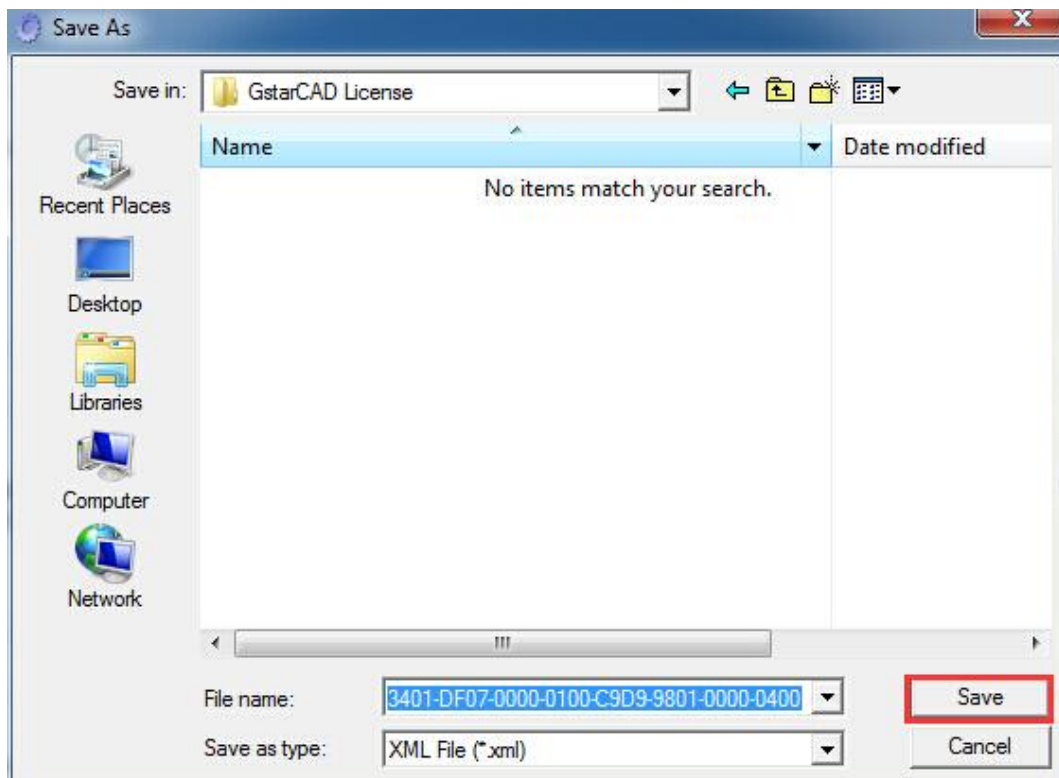 Save As
Save in: GstarCAD License
Name Date modified
No items match your search.
Recent Places
Desktop
Libraries
Computer
Network
File name: 3401-DF07-0000-0100-C9D9-9801-0000-0400 Save
Save as type: XML File (*.xml) Cancel